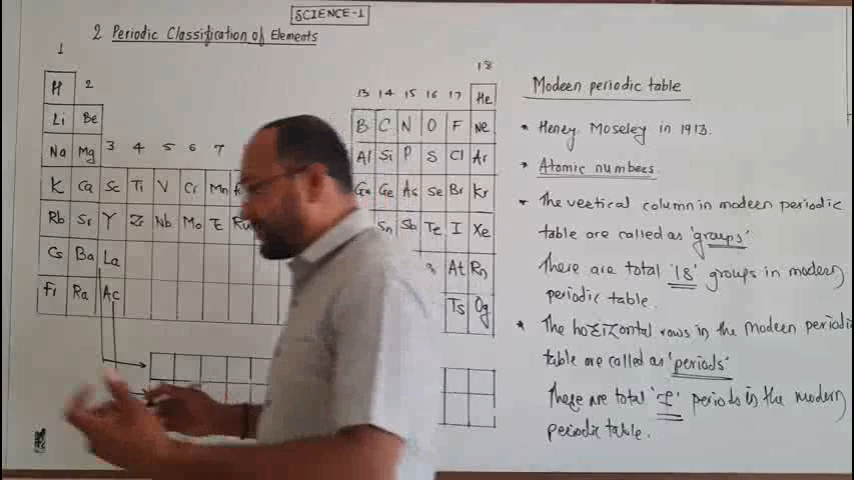 SCIENCE-1
2 Periodic Classification of Elements
1 18
2 13 14 15 16 17
3 4 5 6 7
H He
Li Be B C N O F Ne
Na Mg Al Si P S Cl Ar
K Ca Sc Ti V Cr Mn Ga Ge As Se Br Kr
Rb Sr Y Zr Nb Mo Tc Ru Sn Sb Te I Xe
Cs Ba La At Rn
Fr Ra Ac Ts Og
Modern periodic table
• Henry Moseley in 1913.
• Atomic numbers.
• The vertical column in modern periodic
table are called as 'groups'
There are total '18' groups in modern
periodic table.
• The horizontal rows in the modern periodic
table are called as 'periods'
There are total '7' periods in the modern
periodic table.